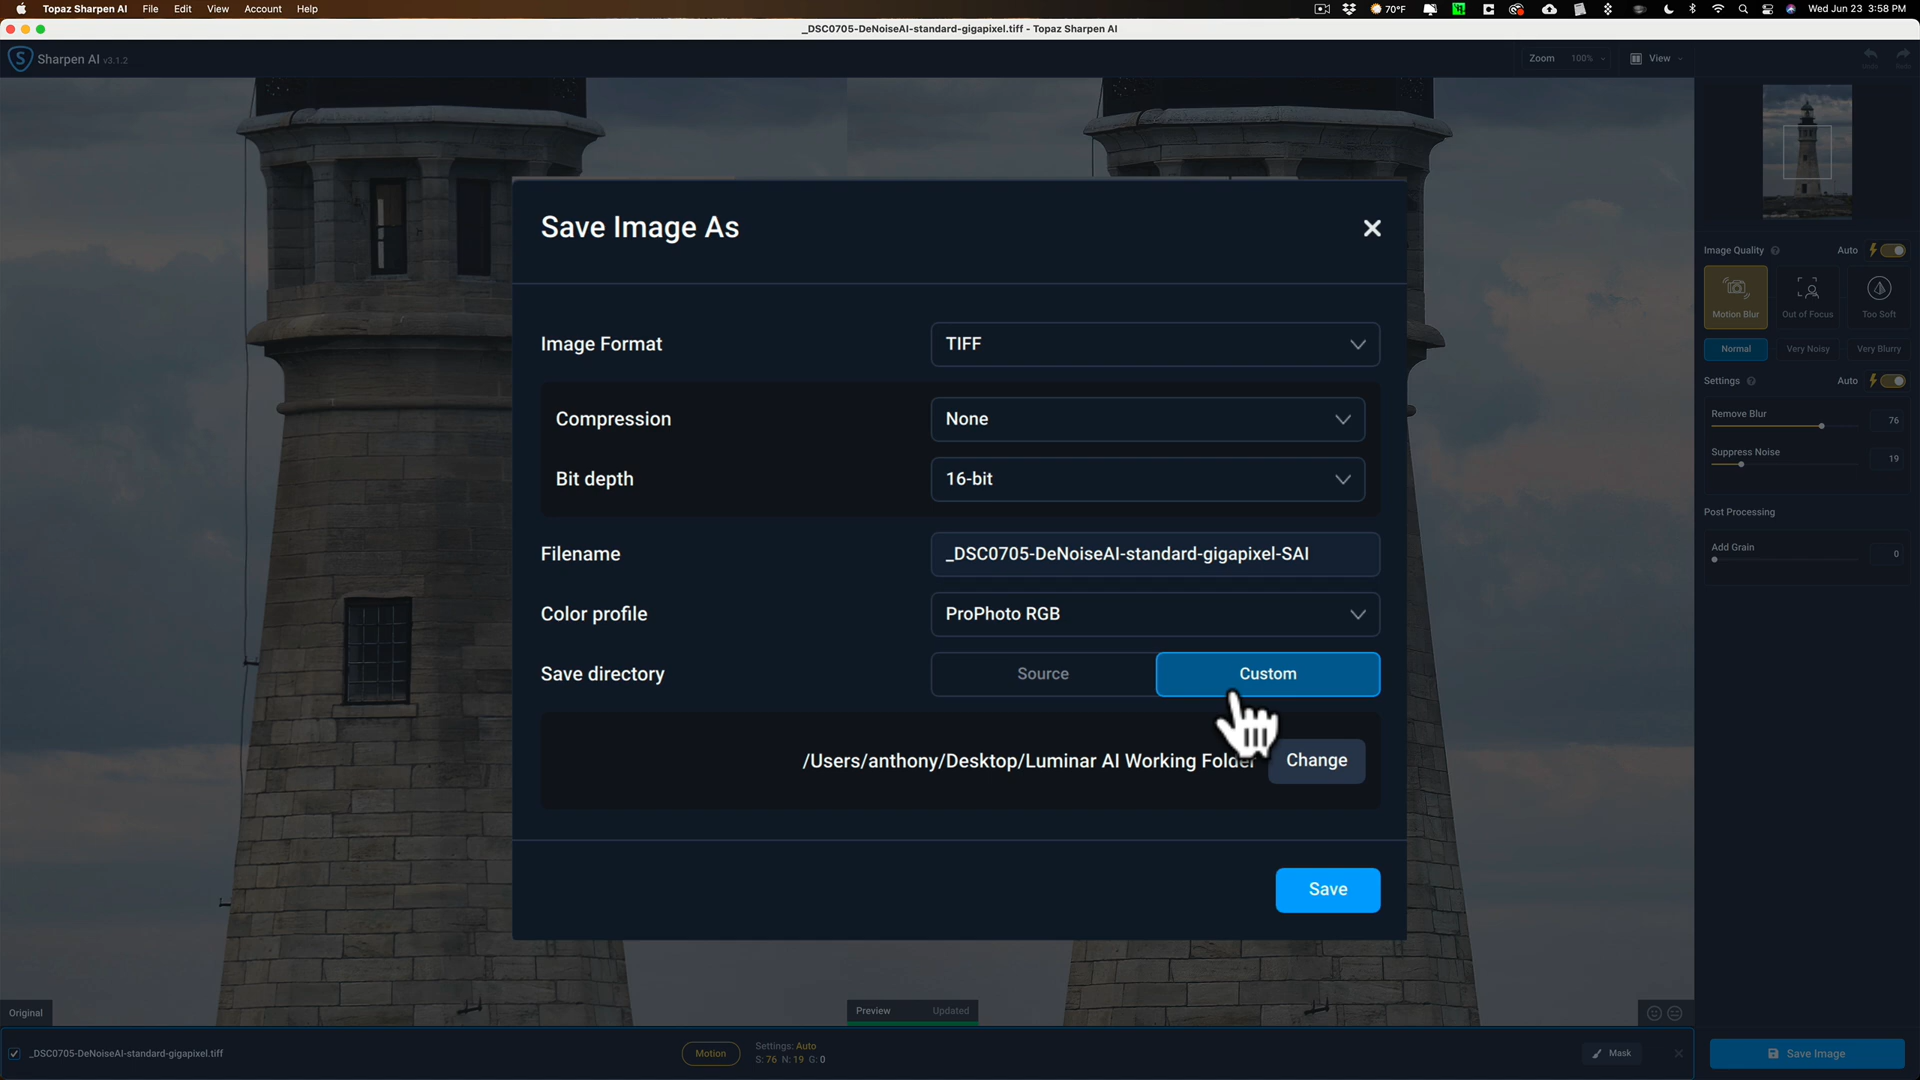 Topaz Sharpen AI File Edit View Account Help 70°F Wed Jun 23 3:58 PM
_DSC0705-DeNoiseAI-standard-gigapixel.tiff - Topaz Sharpen AI
Sharpen AI v3.1.2
Zoom 100% View
Undo Redo
Save Image As
Image Format TIFF
Compression None
Bit depth 16-bit
Filename _DSC0705-DeNoiseAI-standard-gigapixel-SAI
Color profile ProPhoto RGB
Save directory Source Custom
/Users/anthony/Desktop/Luminar AI Working Folder Change
Save
Image Quality Auto
Motion Blur Out of Focus Too Soft
Normal Very Noisy Very Blurry
Settings Auto
Remove Blur 76
Suppress Noise 19
Post Processing
Add Grain 0
Original
Preview Updated
_DSC0705-DeNoiseAI-standard-gigapixel.tiff
Motion
Settings: Auto
S: 76 N: 19 G: 0
Mask
Save Image